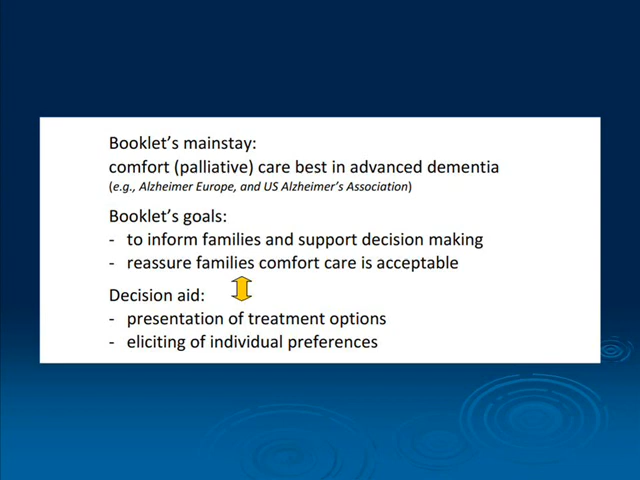 Booklet's mainstay:
comfort (palliative) care best in advanced dementia
(e.g., Alzheimer Europe, and US Alzheimer's Association)
Booklet's goals:
- to inform families and support decision making
- reassure families comfort care is acceptable
Decision aid:
- presentation of treatment options
- eliciting of individual preferences